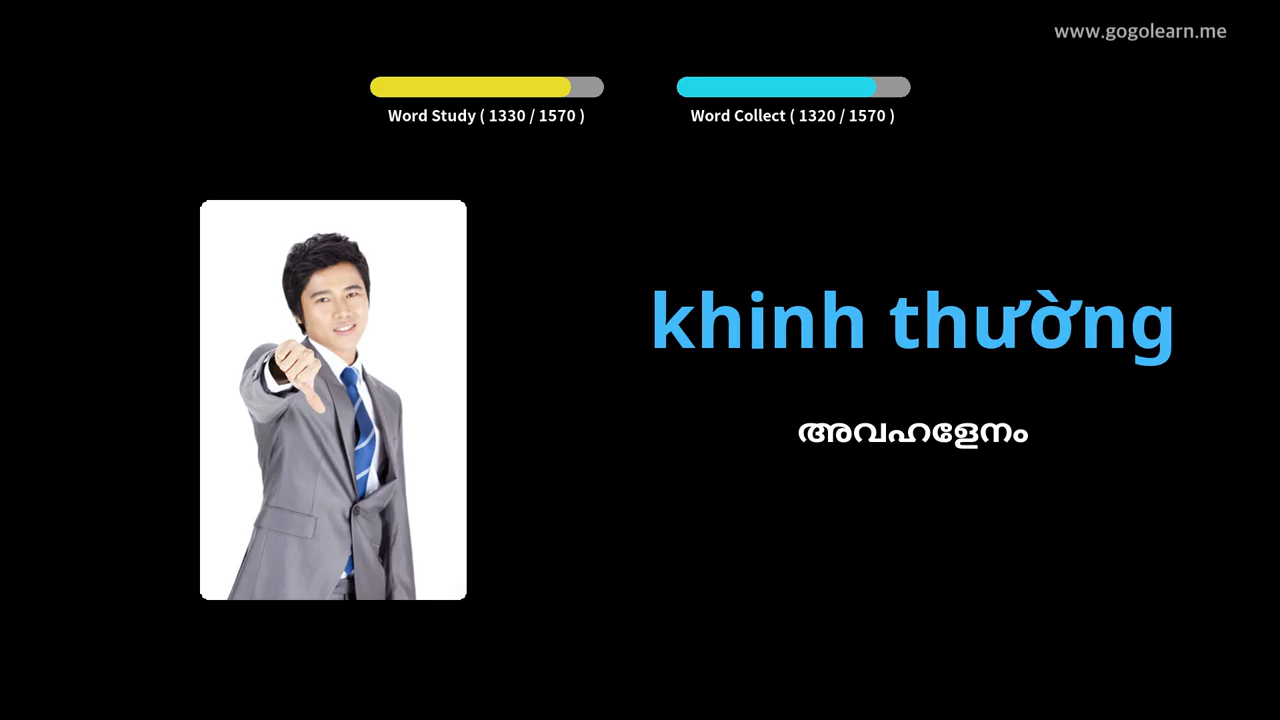 www.gogolearn.me
Word Study ( 1330 / 1570 )
Word Collect ( 1320 / 1570 )
khinh thường
അവഹേളനം